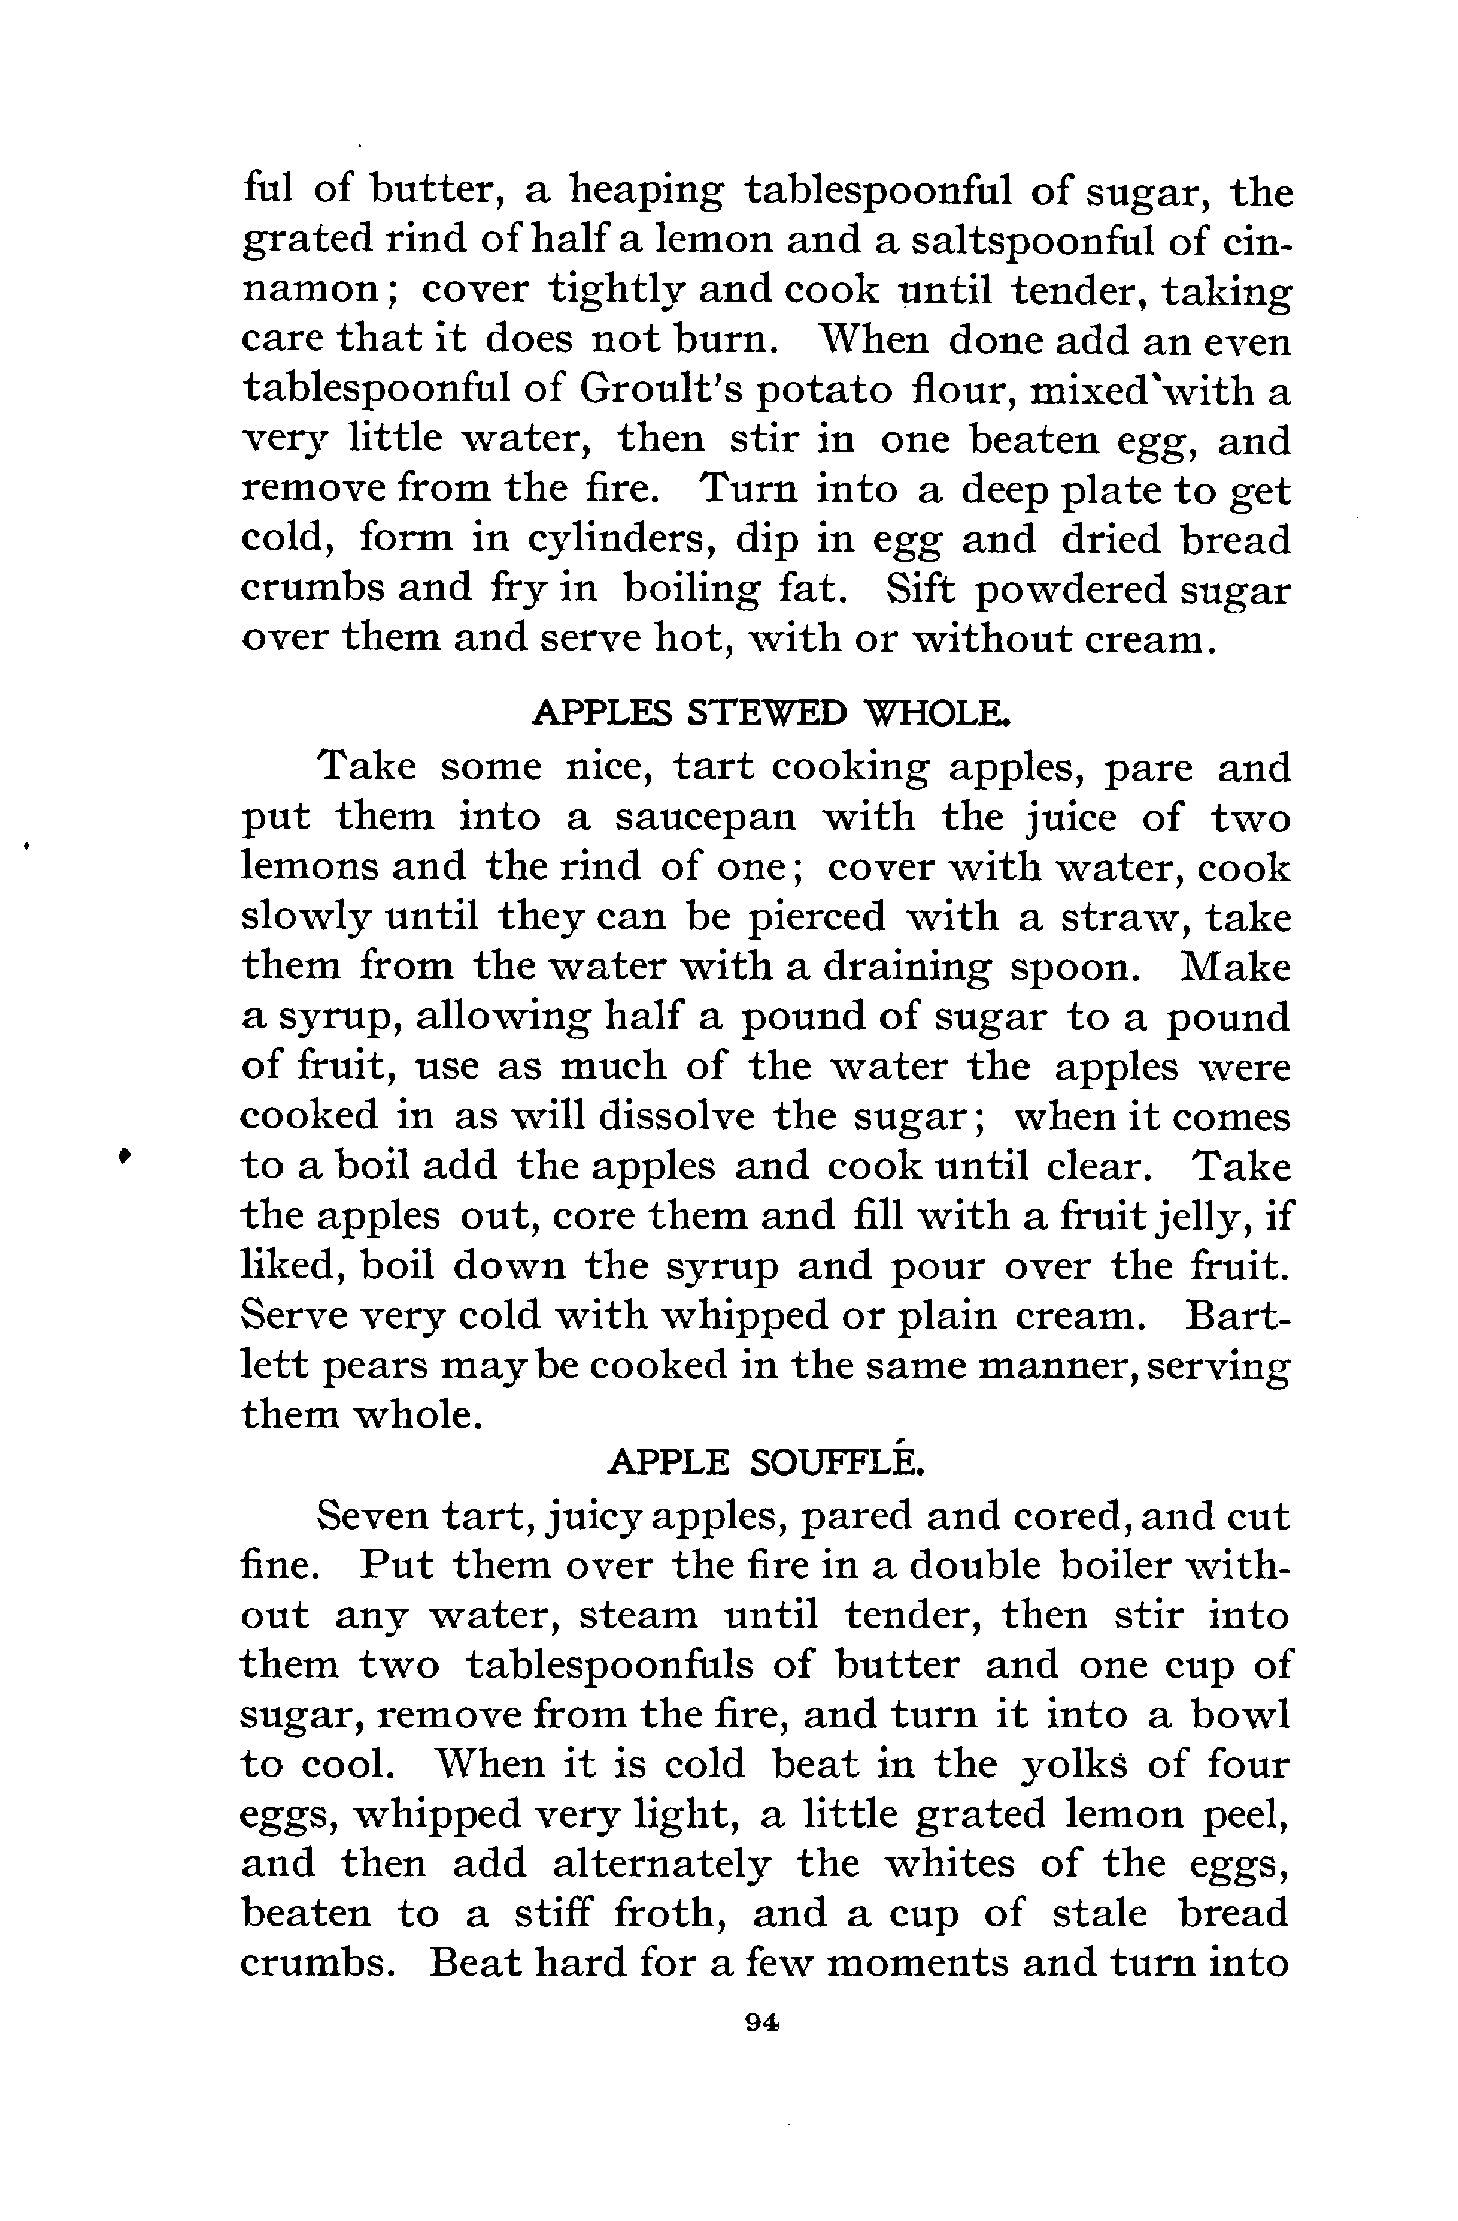 ful of butter, a heaping tablespoonful of sugar, the
grated rind of half a lemon and a saltspoonful of cin-
namon; cover tightly and cook until tender, taking
care that it does not burn. When done add an even
tablespoonful of Groult's potato flour, mixed with a
very little water, then stir in one beaten egg, and
remove from the fire. Turn into a deep plate to get
cold, form in cylinders, dip in egg and dried bread
crumbs and fry in boiling fat. Sift powdered sugar
over them and serve hot, with or without cream.
APPLES STEWED WHOLE.
Take some nice, tart cooking apples, pare and
put them into a saucepan with the juice of two
lemons and the rind of one; cover with water, cook
slowly until they can be pierced with a straw, take
them from the water with a draining spoon. Make
a syrup, allowing half a pound of sugar to a pound
of fruit, use as much of the water the apples were
cooked in as will dissolve the sugar; when it comes
to a boil add the apples and cook until clear. Take
the apples out, core them and fill with a fruit jelly, if
liked, boil down the syrup and pour over the fruit.
Serve very cold with whipped or plain cream. Bart-
lett pears may be cooked in the same manner, serving
them whole.
APPLE SOUFFLÉ.
Seven tart, juicy apples, pared and cored, and cut
fine. Put them over the fire in a double boiler with-
out any water, steam until tender, then stir into
them two tablespoonfuls of butter and one cup of
sugar, remove from the fire, and turn it into a bowl
to cool. When it is cold beat in the yolks of four
eggs, whipped very light, a little grated lemon peel,
and then add alternately the whites of the eggs,
beaten to a stiff froth, and a cup of stale bread
crumbs. Beat hard for a few moments and turn into
94